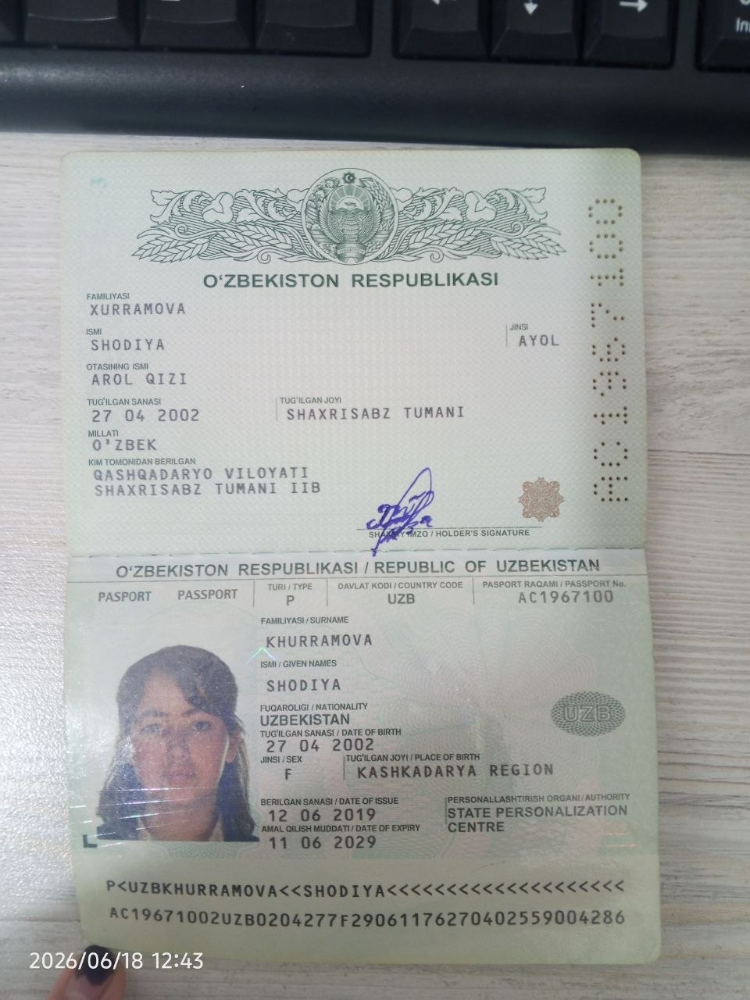 O‘ZBEKISTON RESPUBLIKASI
FAMILIYASI
XURRAMOVA
ISMI
SHODIYA
JINSI
AYOL
OTASINING ISMI
AROL QIZI
TUG‘ILGAN SANASI
27 04 2002
TUG‘ILGAN JOYI
SHAXRISABZ TUMANI
MILLATI
O'ZBEK
KIM TOMONIDAN BERILGAN
QASHQADARYO VILOYATI
SHAXRISABZ TUMANI IIB
SHAXSIY IMZO / HOLDER'S SIGNATURE
AC1967100
O‘ZBEKISTON RESPUBLIKASI / REPUBLIC OF UZBEKISTAN
PASPORT PASSPORT
TURI / TYPE
P
DAVLAT KODI / COUNTRY CODE
UZB
PASPORT RAQAMI / PASSPORT No.
AC1967100
FAMILIYASI / SURNAME
KHURRAMOVA
ISMI / GIVEN NAMES
SHODIYA
FUQAROLIGI / NATIONALITY
UZBEKISTAN
TUG‘ILGAN SANASI / DATE OF BIRTH
27 04 2002
JINSI / SEX
F
TUG‘ILGAN JOYI / PLACE OF BIRTH
KASHKADARYA REGION
UZB
BERILGAN SANASI / DATE OF ISSUE
12 06 2019
PERSONALLASHTIRISH ORGANI / AUTHORITY
STATE PERSONALIZATION
CENTRE
AMAL QILISH MUDDATI / DATE OF EXPIRY
11 06 2029
P<UZBKHURRAMOVA<<SHODIYA<<<<<<<<<<<<<<<<<<<<
AC19671002UZB0204277F29061176270402559004286
2026/06/18 12:43